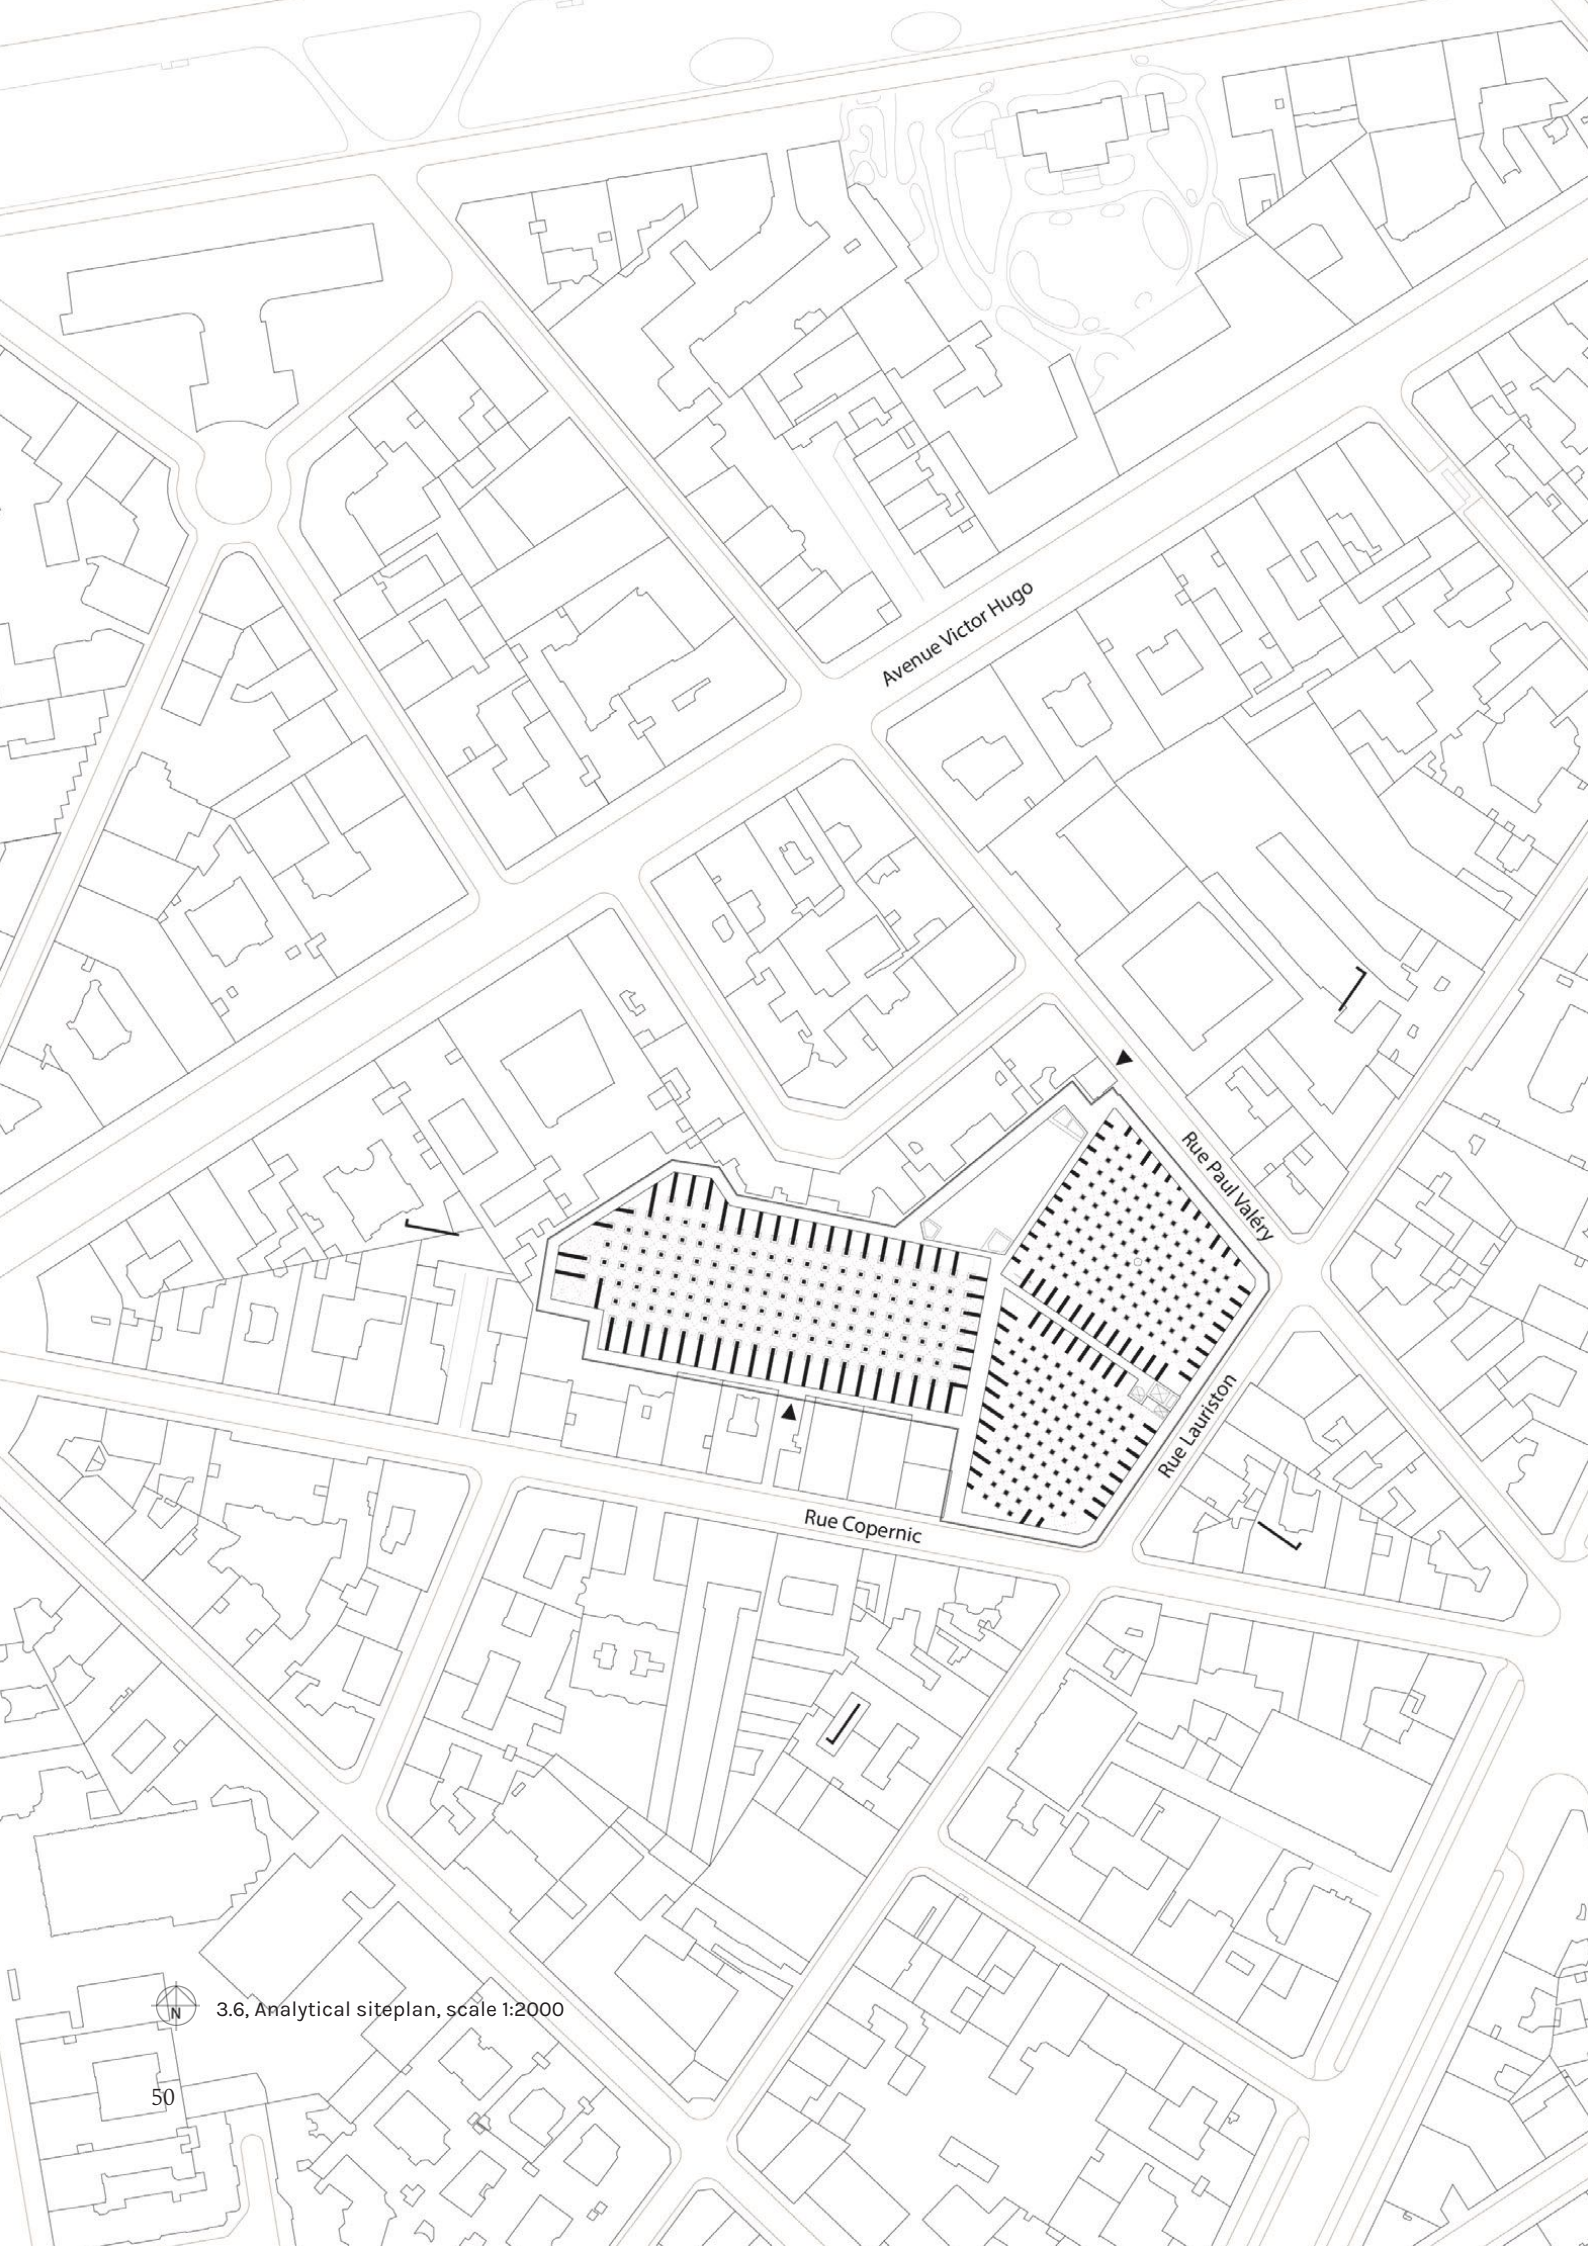 Avenue Victor Hugo
Rue Paul Valéry
Rue Lauriston
Rue Copernic
N
3.6, Analytical siteplan, scale 1:2000
50